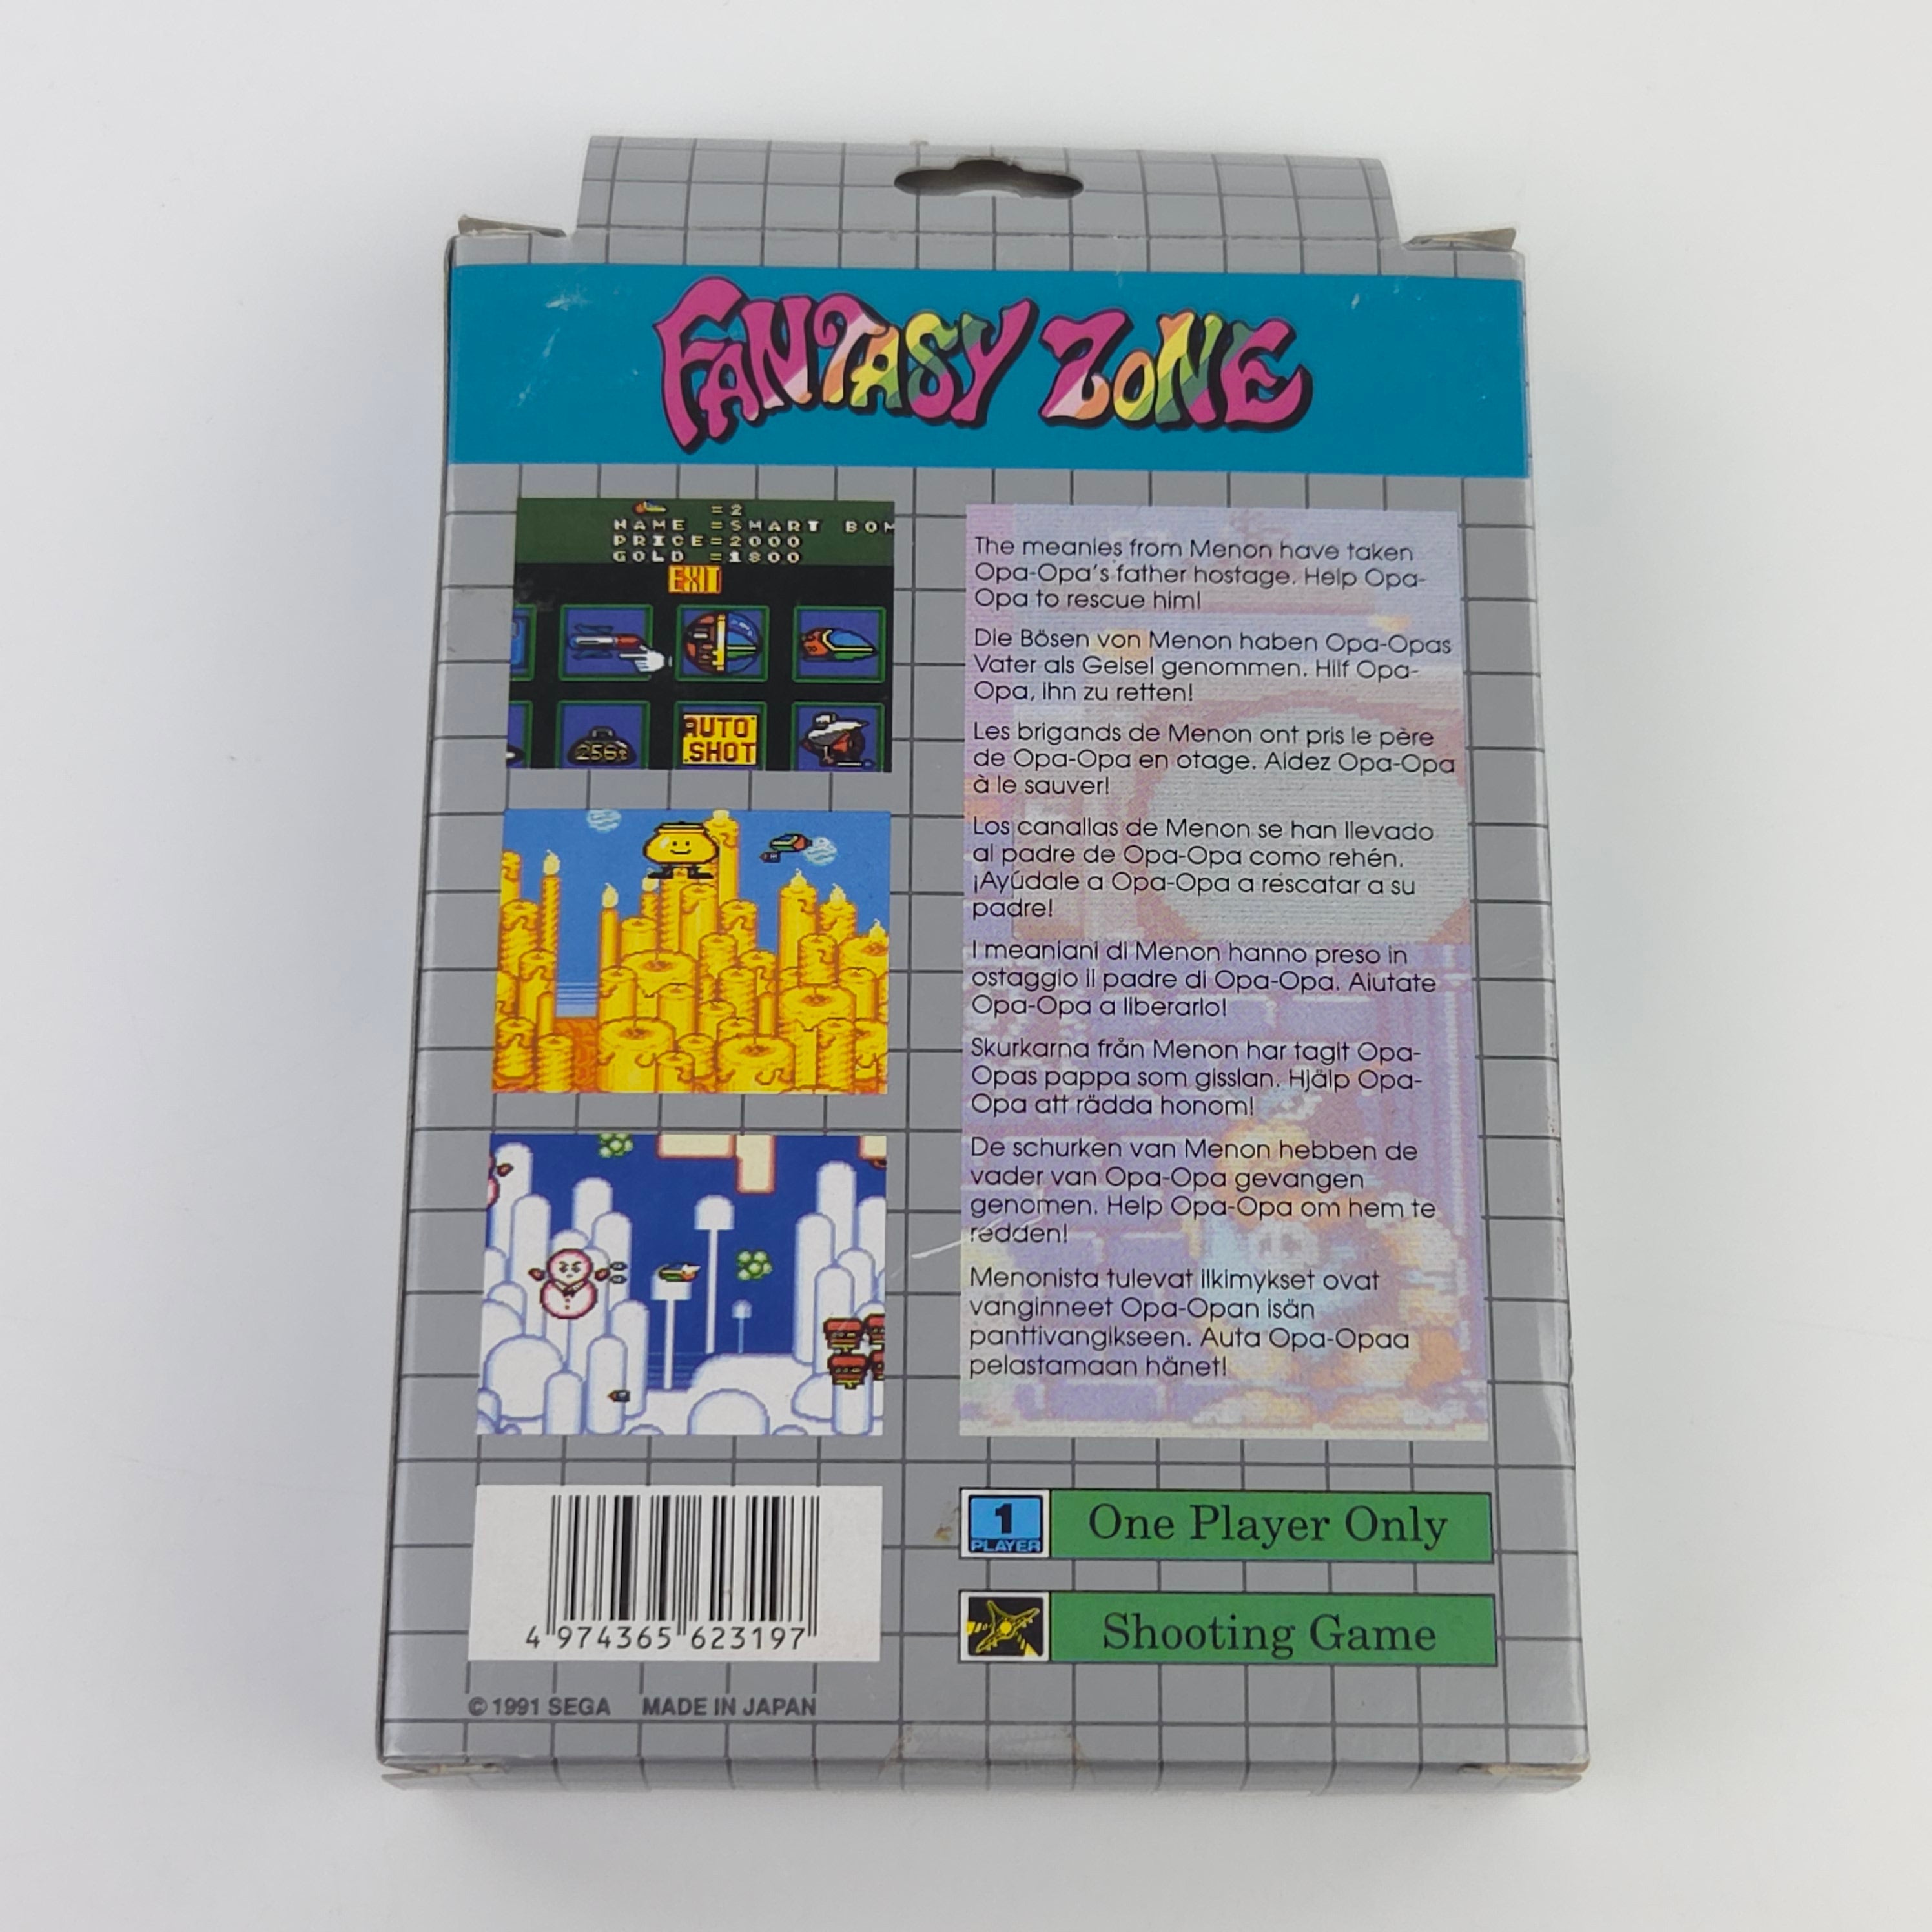 FANTASY ZONE
=2
NAME =SMART BOM
PRICE=2000
GOLD =1800
EXIT
256t
AUTO
SHOT
The meanies from Menon have taken
Opa-Opa's father hostage. Help Opa-
Opa to rescue him!
Die Bösen von Menon haben Opa-Opas
Vater als Geisel genommen. Hilf Opa-
Opa, ihn zu retten!
Les brigands de Menon ont pris le père
de Opa-Opa en otage. Aidez Opa-Opa
à le sauver!
Los canallas de Menon se han llevado
al padre de Opa-Opa como rehén.
¡Ayúdale a Opa-Opa a rescatar a su
padre!
I meaniani di Menon hanno preso in
ostaggio il padre di Opa-Opa. Aiutate
Opa-Opa a liberarlo!
Skurkarna från Menon har tagit Opa-
Opas pappa som gisslan. Hjälp Opa-
Opa att rädda honom!
De schurken van Menon hebben de
vader van Opa-Opa gevangen
genomen. Help Opa-Opa om hem te
redden!
Menonista tulevat ilkimykset ovat
vanginneet Opa-Opan isän
panttivangikseen. Auta Opa-Opaa
pelastamaan hänet!
1
PLAYER
One Player Only
Shooting Game
4 974365 623197
© 1991 SEGA MADE IN JAPAN